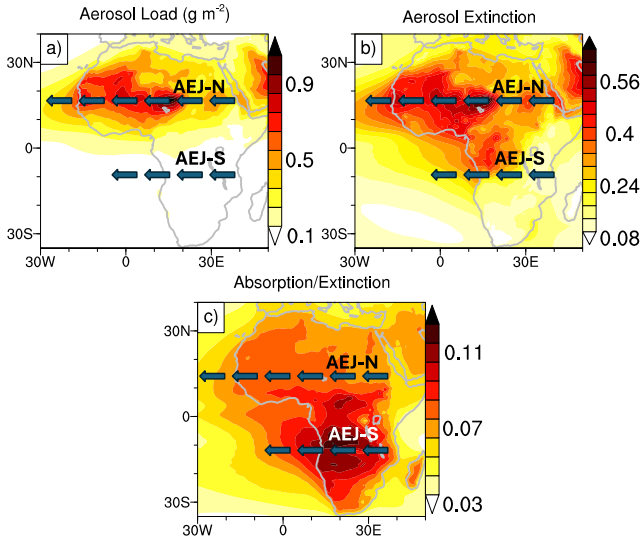 Aerosol Load (g m⁻²)
a)
30N
AEJ-N
0
AEJ-S
30S
30W
0
30E
0.9
0.5
0.1
Aerosol Extinction
b)
30N
AEJ-N
0
AEJ-S
30S
30W
0
30E
0.56
0.4
0.24
0.08
Absorption/Extinction
c)
30N
AEJ-N
0
AEJ-S
30S
30W
0
30E
0.11
0.07
0.03